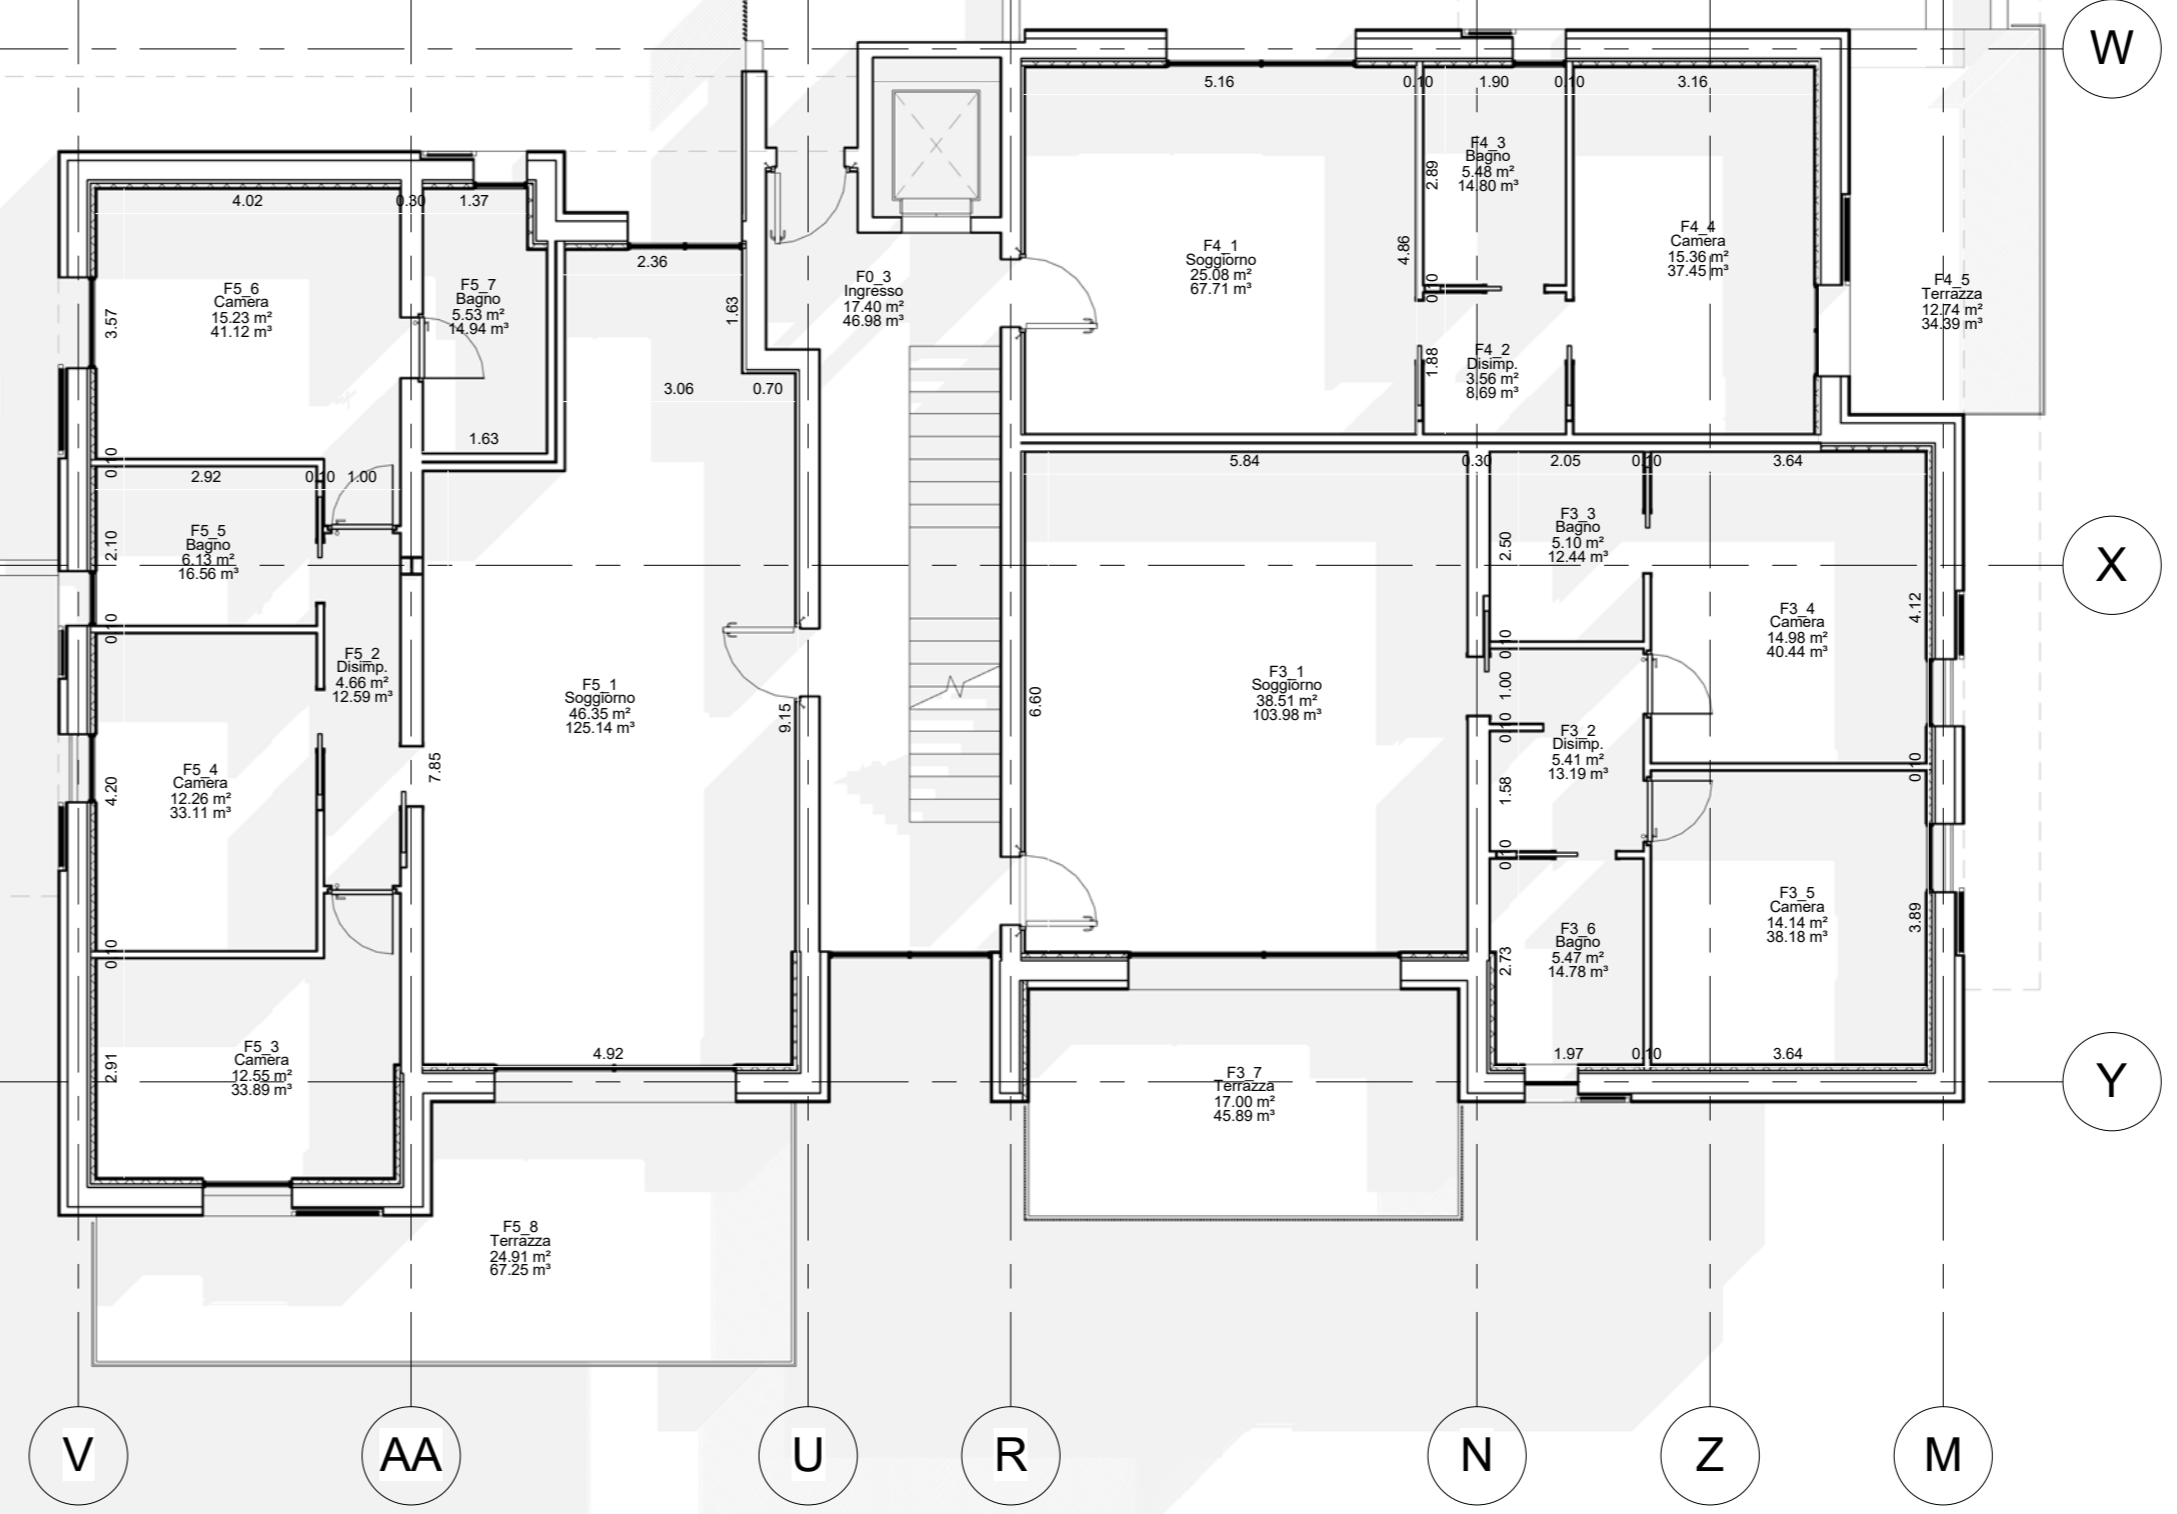 W
5.16
0.10
1.90
0.10
3.16
F4_3
Bagno
5.48 m²
14.80 m³
2.89
4.02
0.30
1.37
F4_1
Soggiorno
25.08 m²
67.71 m³
4.86
F4_4
Camera
15.36 m²
37.45 m³
2.36
F5_6
Camera
15.23 m²
41.12 m³
F5_7
Bagno
5.53 m²
14.94 m³
F0_3
Ingresso
17.40 m²
46.98 m³
0.10
F4_5
Terrazza
12.74 m²
34.39 m³
3.57
1.63
1.88
F4_2
Disimp.
3.56 m²
8.69 m³
3.06
0.70
1.63
0.10
5.84
0.30
2.05
0.10
3.64
2.92
0.10
1.00
F5_5
Bagno
6.13 m²
16.56 m³
2.10
F3_3
Bagno
5.10 m²
12.44 m³
2.50
X
4.12
F3_4
Camera
14.98 m²
40.44 m³
0.10
0.10
F5_2
Disimp.
4.66 m²
12.59 m³
F5_1
Soggiorno
46.35 m²
125.14 m³
9.15
6.60
F3_1
Soggiorno
38.51 m²
103.98 m³
1.00
0.10
F3_2
Disimp.
5.41 m²
13.19 m³
7.85
F5_4
Camera
12.26 m²
33.11 m³
4.20
1.58
0.10
0.10
F3_5
Camera
14.14 m²
38.18 m³
3.89
F3_6
Bagno
5.47 m²
14.78 m³
2.73
0.10
F5_3
Camera
12.55 m²
33.89 m³
2.91
4.92
1.97
0.10
3.64
F3_7
Terrazza
17.00 m²
45.89 m³
Y
F5_8
Terrazza
24.91 m²
67.25 m³
V
AA
U
R
N
Z
M